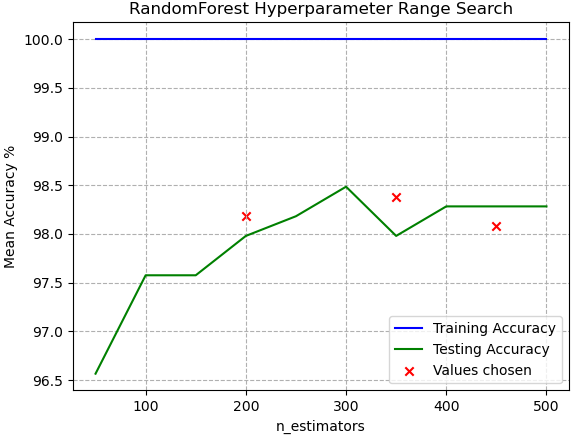 RandomForest Hyperparameter Range Search
100.0
99.5
99.0
98.5
98.0
97.5
97.0
96.5
Mean Accuracy %
Training Accuracy
Testing Accuracy
Values chosen
100 200 300 400 500
n_estimators